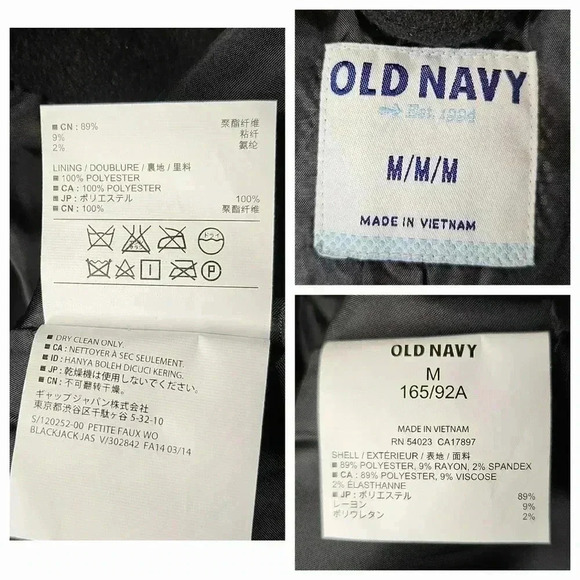 CN: 89% 聚酯纤维
9% 粘纤
2% 氨纶
LINING / DOUBLURE / 裏地 / 里料
100% POLYESTER
CA: 100% POLYESTER
JP: ポリエステル 100%
CN: 100% 聚酯纤维
ドライ
P
DRY CLEAN ONLY.
CA: NETTOYER À SEC SEULEMENT.
ID: HANYA BOLEH DICUCI KERING.
JP: 乾燥機は使用しないでください。
CN: 不可翻转干燥。
ギャップジャパン株式会社
東京都渋谷区千駄ヶ谷 5-32-10
S/120252-00 PETITE FAUX WO
BLACKJACK JAS V/302842 FA14 03/14
OLD NAVY
Est. 1994
M/M/M
MADE IN VIETNAM
OLD NAVY
M
165/92A
MADE IN VIETNAM
RN 54023 CA17897
SHELL / EXTÉRIEUR / 表地 / 面料
89% POLYESTER, 9% RAYON, 2% SPANDEX
CA: 89% POLYESTER, 9% VISCOSE
2% ÉLASTHANNE
JP: ポリエステル 89%
レーヨン 9%
ポリウレタン 2%